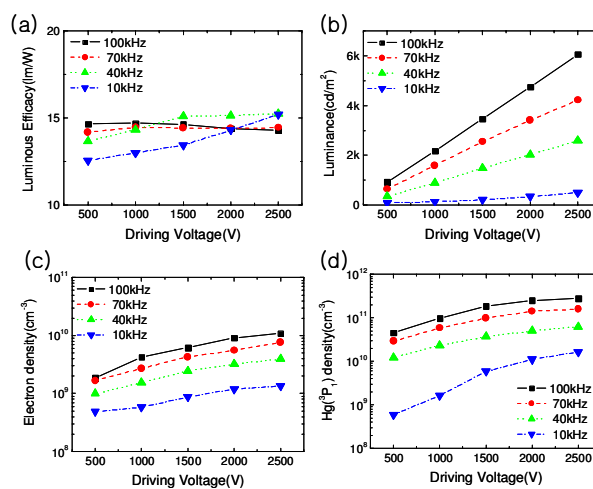 (a)
100kHz
70kHz
40kHz
10kHz
Luminous Efficacy(lm/W)
20
15
10
500 1000 1500 2000 2500
Driving Voltage(V)
(b)
100kHz
70kHz
40kHz
10kHz
Luminance(cd/m²)
6k
4k
2k
0
500 1000 1500 2000 2500
Driving Voltage(V)
(c)
100kHz
70kHz
40kHz
10kHz
Electron density(cm⁻³)
10¹¹
10¹⁰
10⁹
10⁸
500 1000 1500 2000 2500
Driving Voltage(V)
(d)
Hg(³P₁) density(cm⁻³)
10¹²
10¹¹
10¹⁰
10⁹
10⁸
100kHz
70kHz
40kHz
10kHz
500 1000 1500 2000 2500
Driving Voltage(V)